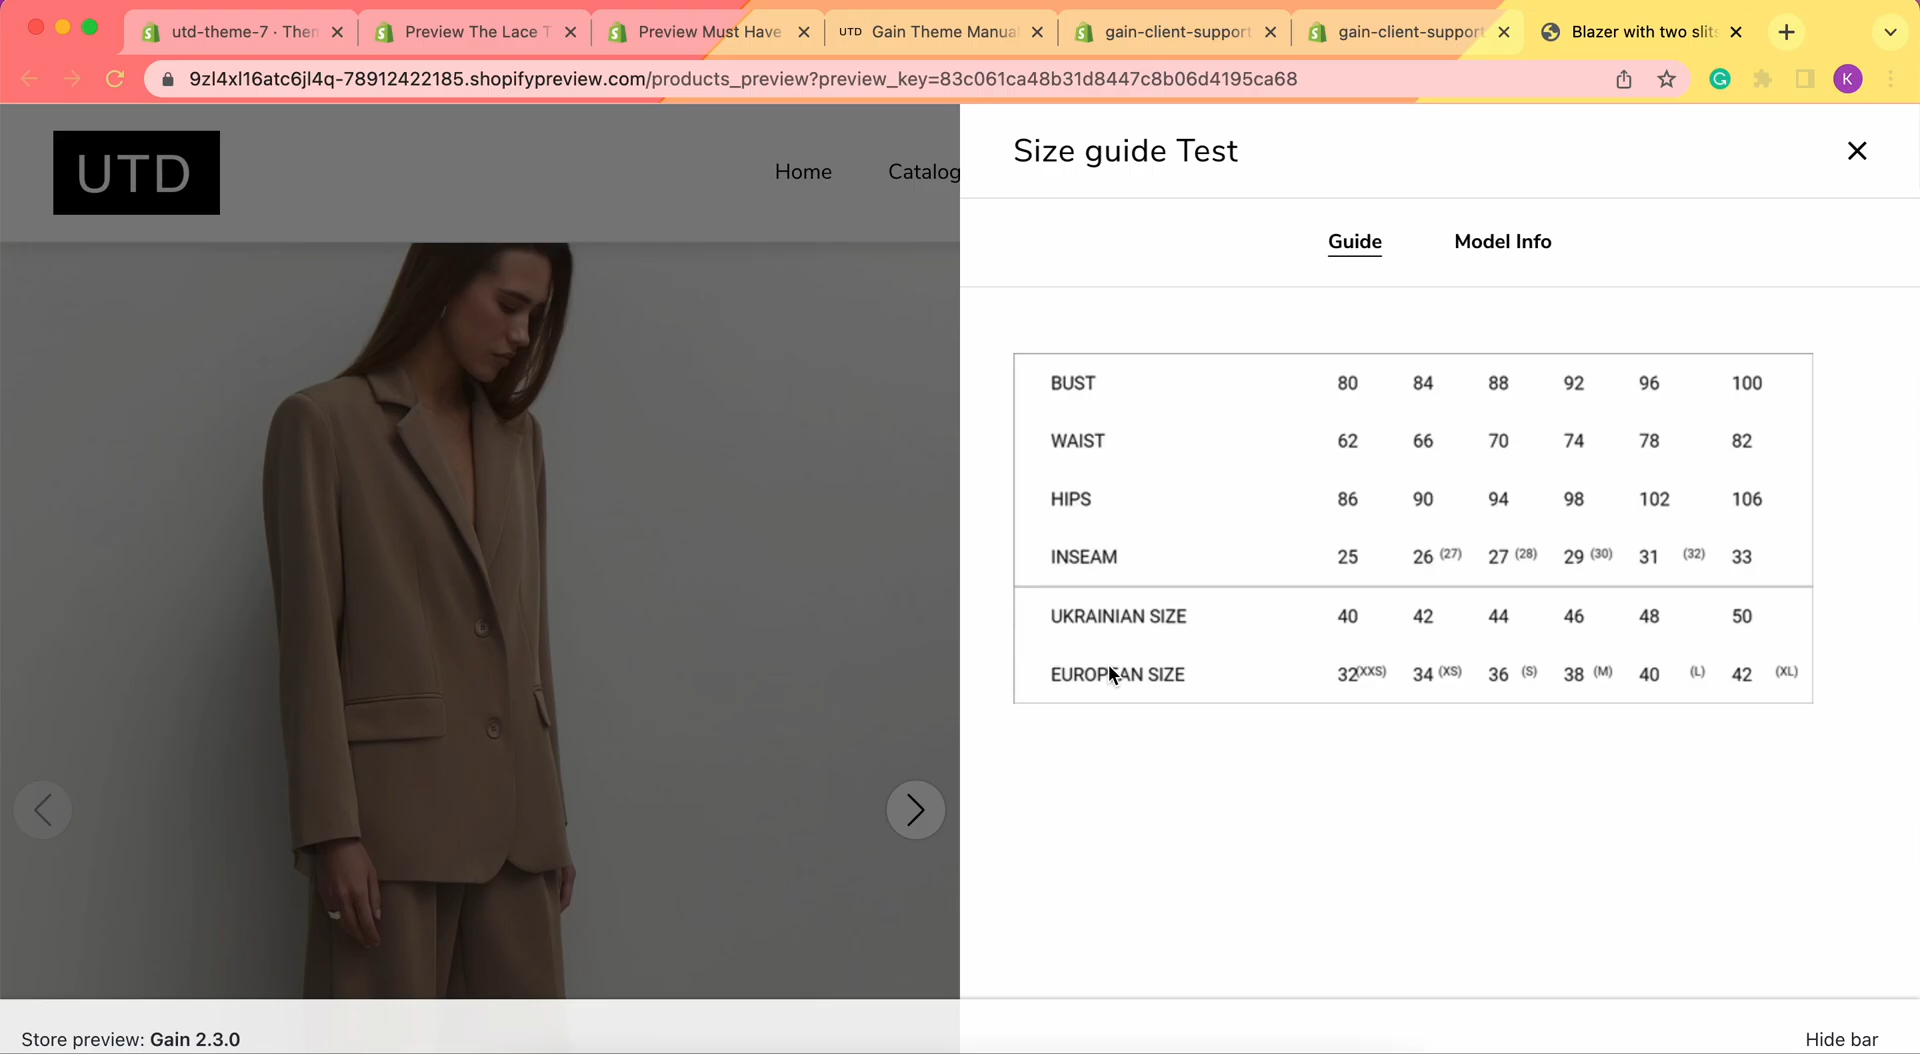 utd-theme-7 · Then
Preview The Lace T
Preview Must Have
UTD Gain Theme Manua
gain-client-support
gain-client-support
Blazer with two slits
9zl4xl16atc6jl4q-78912422185.shopifypreview.com/products_preview?preview_key=83c061ca48b31d8447c8b06d4195ca68
K
UTD
Home Catalog
Size guide Test
Guide Model Info
BUST 80 84 88 92 96 100
WAIST 62 66 70 74 78 82
HIPS 86 90 94 98 102 106
INSEAM 25 26 (27) 27 (28) 29 (30) 31 (32) 33
UKRAINIAN SIZE 40 42 44 46 48 50
EUROPEAN SIZE 32(XXS) 34 (XS) 36 (S) 38 (M) 40 (L) 42 (XL)
Store preview: Gain 2.3.0
Hide bar